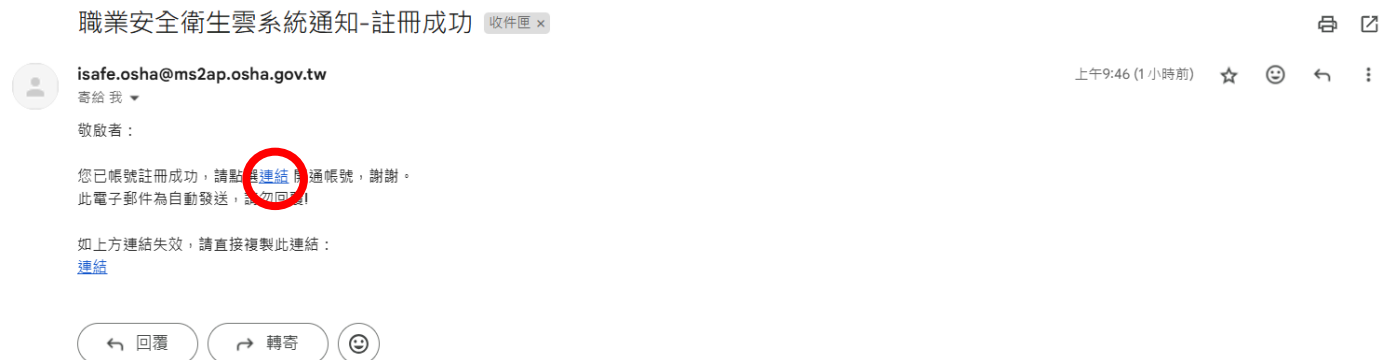 職業安全衛生雲系統通知-註冊成功 收件匣 ×
isafe.osha@ms2ap.osha.gov.tw 上午9:46 (1 小時前)
寄給 我
敬啟者：
您已帳號註冊成功，請點選連結 開通帳號，謝謝。
此電子郵件為自動發送，請勿回覆!
如上方連結失效，請直接複製此連結：
連結
回覆 轉寄